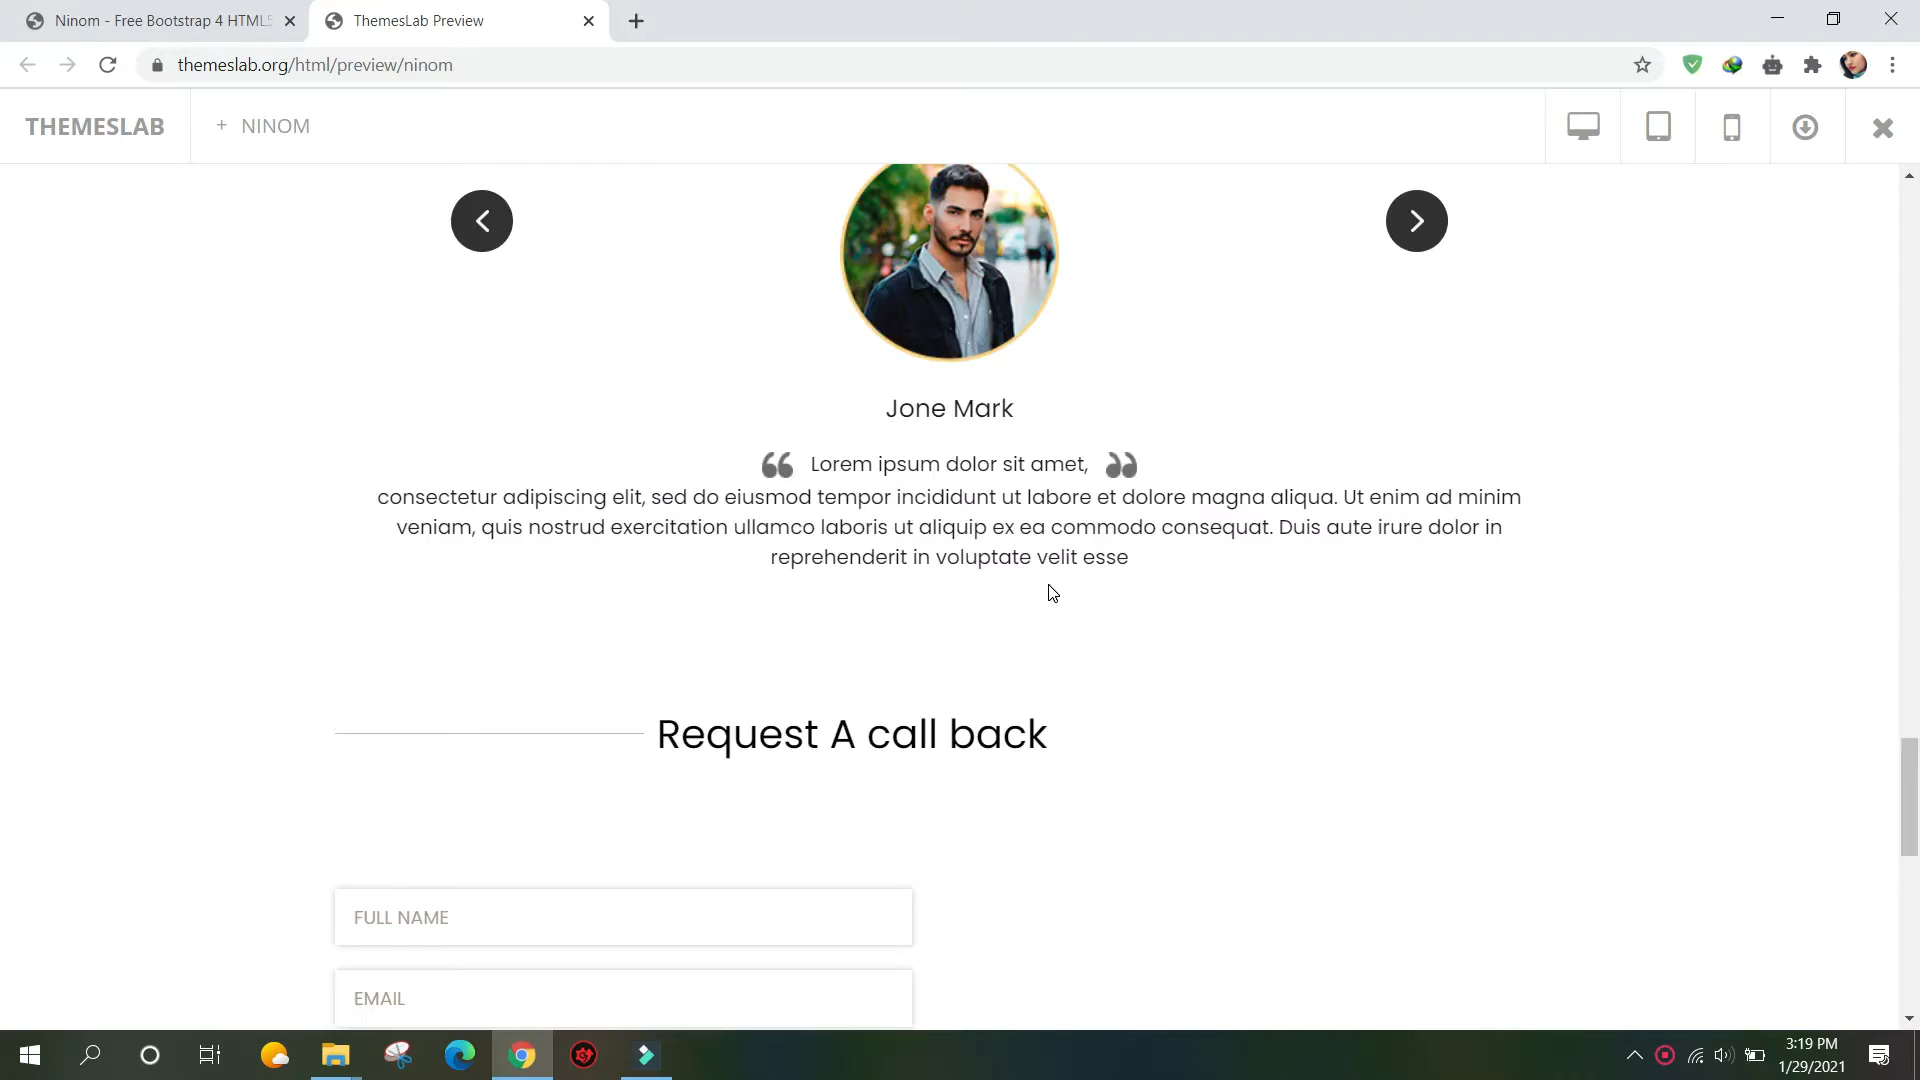 Ninom - Free Bootstrap 4 HTML5
ThemesLab Preview
themeslab.org/html/preview/ninom
THEMESLAB
+ NINOM
Jone Mark
“ Lorem ipsum dolor sit amet, ”
consectetur adipiscing elit, sed do eiusmod tempor incididunt ut labore et dolore magna aliqua. Ut enim ad minim
veniam, quis nostrud exercitation ullamco laboris ut aliquip ex ea commodo consequat. Duis aute irure dolor in
reprehenderit in voluptate velit esse
Request A call back
FULL NAME
EMAIL
3:19 PM
1/29/2021